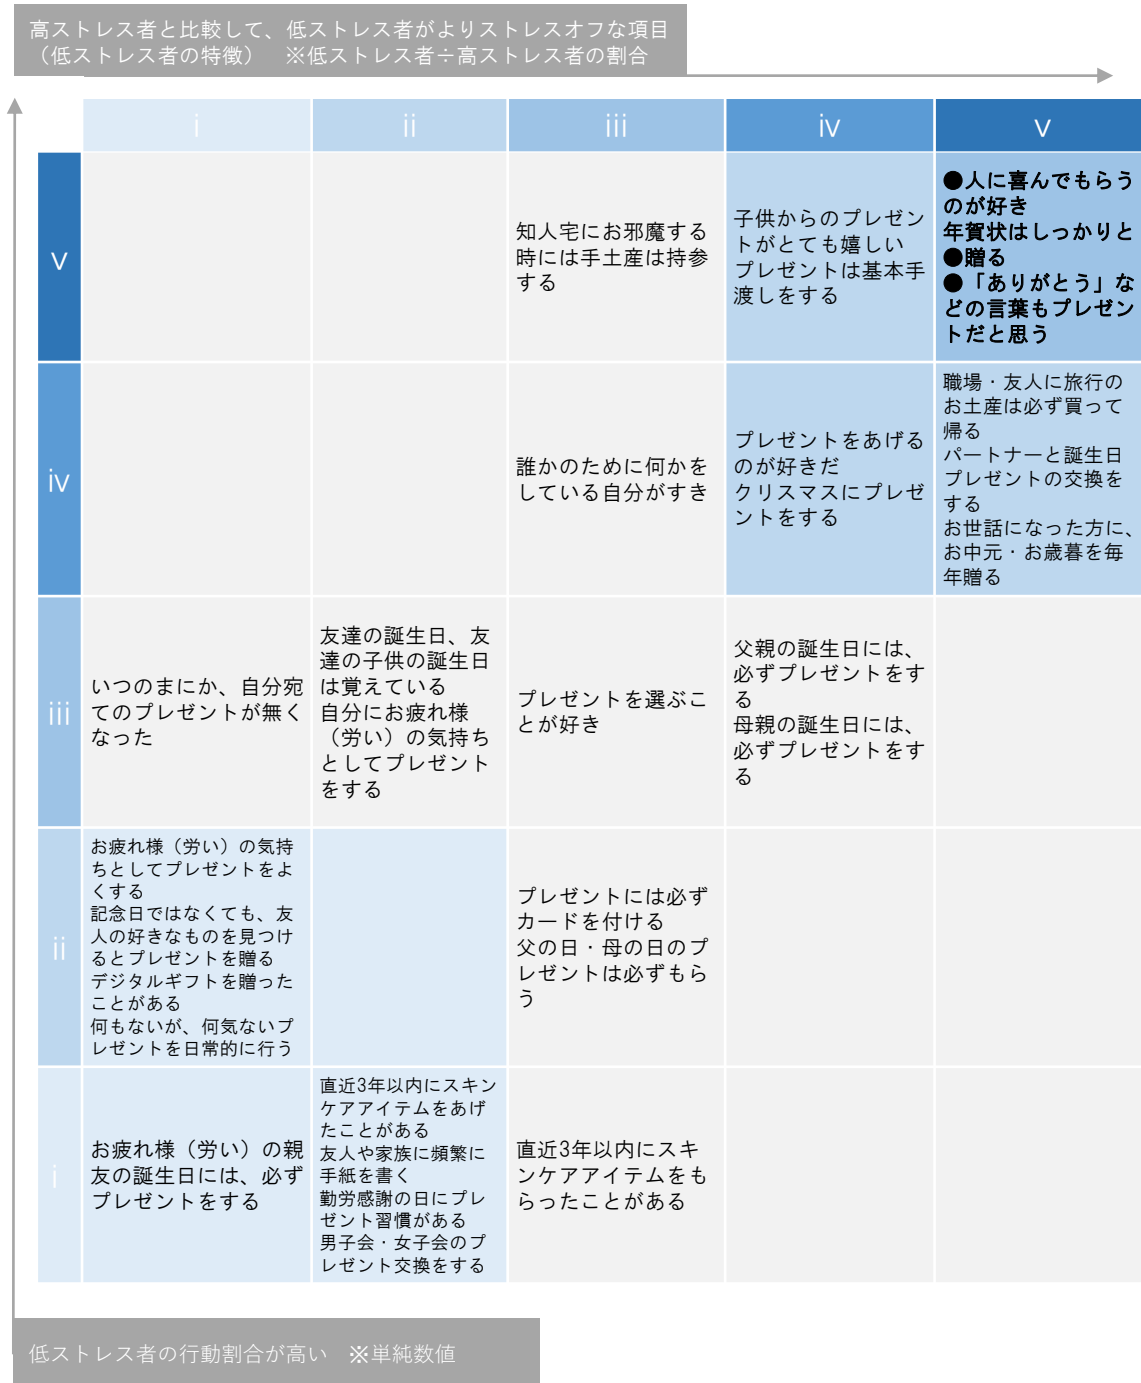 高ストレス者と比較して、低ストレス者がよりストレスオフな項目
（低ストレス者の特徴）　※低ストレス者÷高ストレス者の割合
i
ii
iii
iv
v
v
知人宅にお邪魔する
時には手土産は持参
する
子供からのプレゼン
トがとても嬉しい
プレゼントは基本手
渡しをする
●人に喜んでもらう
のが好き
年賀状はしっかりと
●贈る
●「ありがとう」な
どの言葉もプレゼン
トだと思う
iv
誰かのために何かを
している自分がすき
プレゼントをあげる
のが好きだ
クリスマスにプレゼ
ントをする
職場・友人に旅行の
お土産は必ず買って
帰る
パートナーと誕生日
プレゼントの交換を
する
お世話になった方に、
お中元・お歳暮を毎
年贈る
iii
いつのまにか、自分宛
てのプレゼントが無く
なった
友達の誕生日、友
達の子供の誕生日
は覚えている
自分にお疲れ様
（労い）の気持ち
としてプレゼント
をする
プレゼントを選ぶこ
とが好き
父親の誕生日には、
必ずプレゼントをす
る
母親の誕生日には、
必ずプレゼントをす
る
ii
お疲れ様（労い）の気持
ちとしてプレゼントをよ
くする
記念日ではなくても、友
人の好きなものを見つけ
るとプレゼントを贈る
デジタルギフトを贈った
ことがある
何もないが、何気ないプ
レゼントを日常的に行う
プレゼントには必ず
カードを付ける
父の日・母の日のプ
レゼントは必ずもら
う
i
お疲れ様（労い）の親
友の誕生日には、必ず
プレゼントをする
直近3年以内にスキン
ケアアイテムをあげ
たことがある
友人や家族に頻繁に
手紙を書く
勤労感謝の日にプレ
ゼント習慣がある
男子会・女子会のプ
レゼント交換をする
直近3年以内にスキ
ンケアアイテムをも
らったことがある
低ストレス者の行動割合が高い　※単純数値